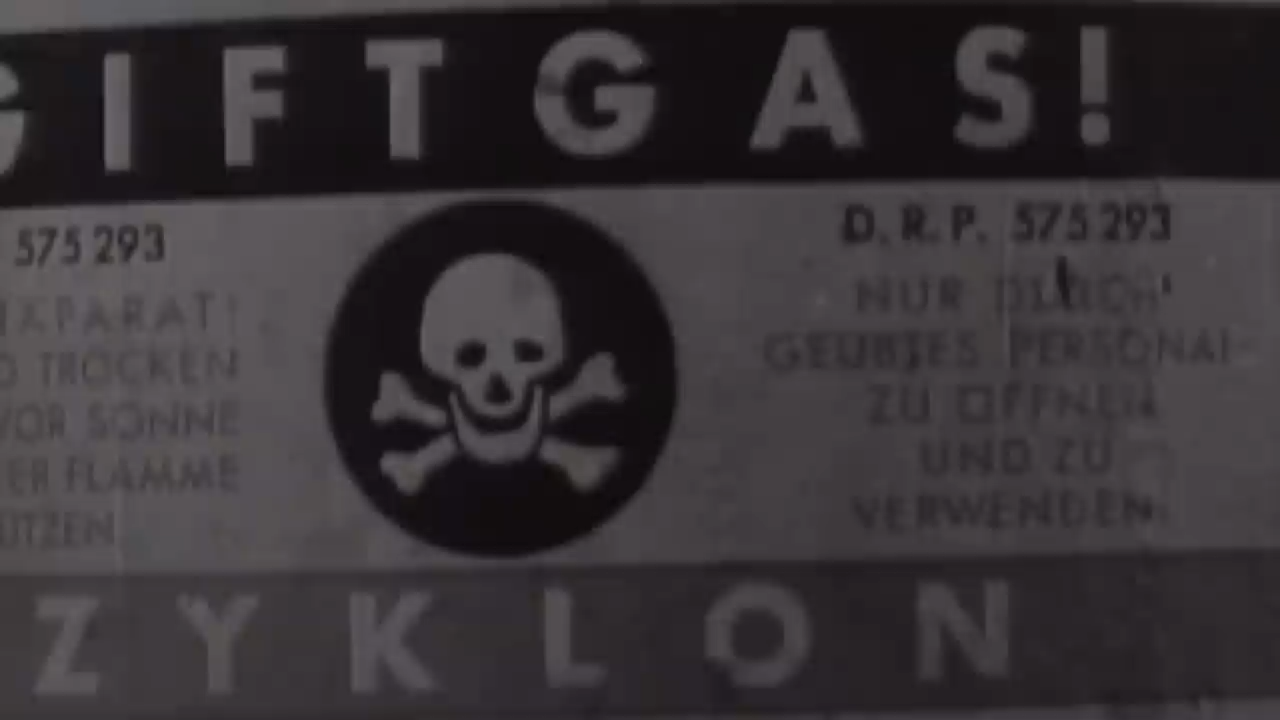 GIFTGAS!
575 293
D. R. P. 575 293
TROCKEN
VOR SONNE
ER FLAMME
NUR DURCH
GEÜBTES PERSONAL
ZU ÖFFNEN
UND ZU
VERWENDEN
ZYKLON